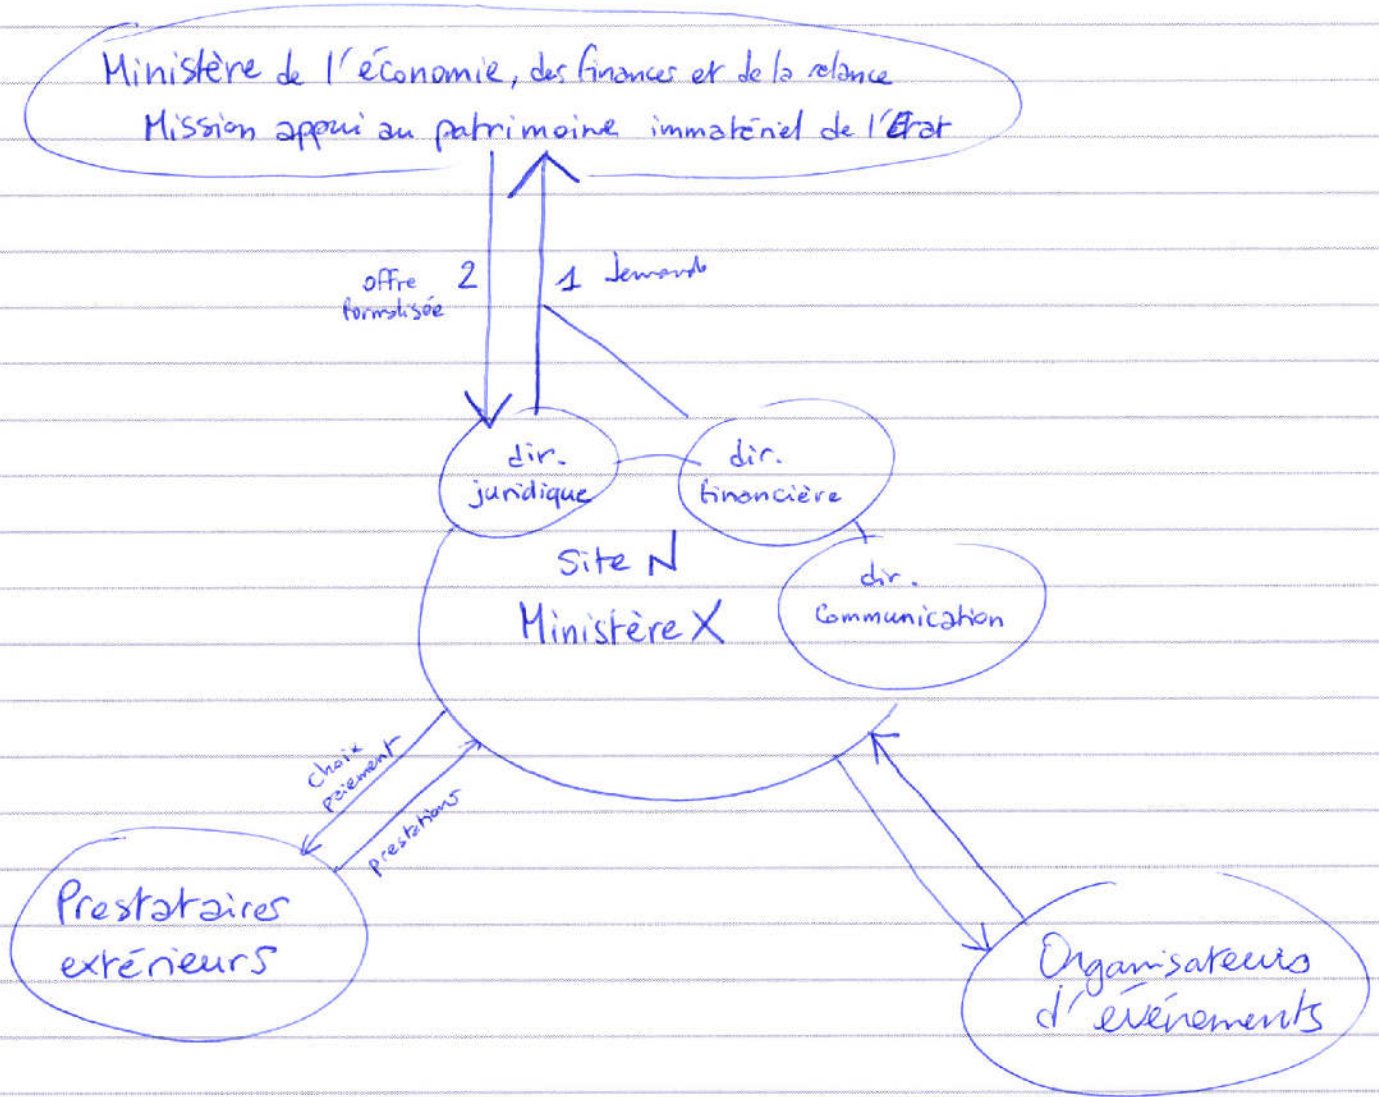 Ministère de l'économie, des finances et de la relance
Mission appui au patrimoine immatériel de l'Etat
offre
formalisée
2
1 demande
dir.
juridique
dir.
financière
Site N
Ministère X
dir.
Communication
choix
paiement
prestations
Prestataires
extérieurs
Organisateurs
d'événements